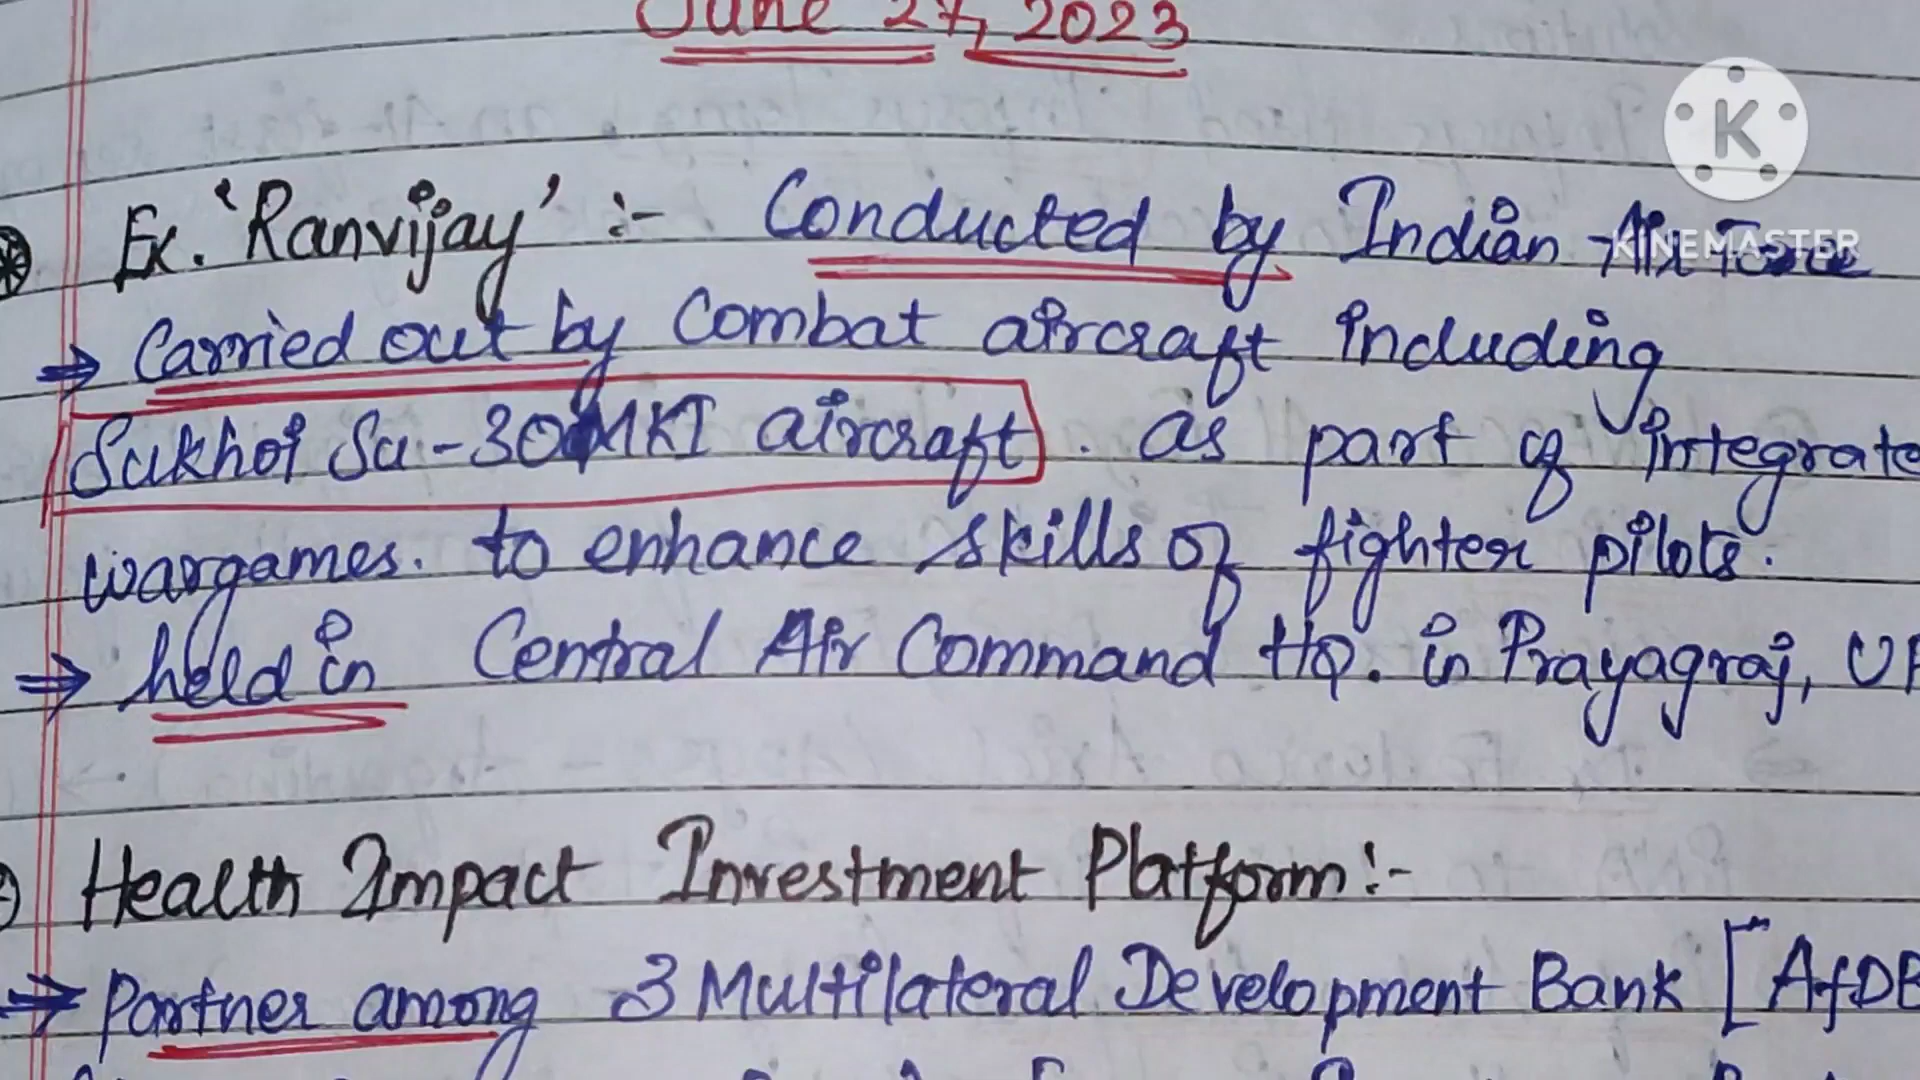 June 27, 2023
K
KINEMASTER
Ex. 'Ranvijay' :- Conducted by Indian Air Force
⇒ Carried out by Combat aircraft including
Sukhoi Su-30MKI aircraft. as part of integrate
wargames. to enhance skills of fighter pilots.
⇒ held in Central Air Command HQ. in Prayagraj, UP
Health Impact Investment Platform:-
⇒ Partner among 3 Multilateral Development Bank [AfDB